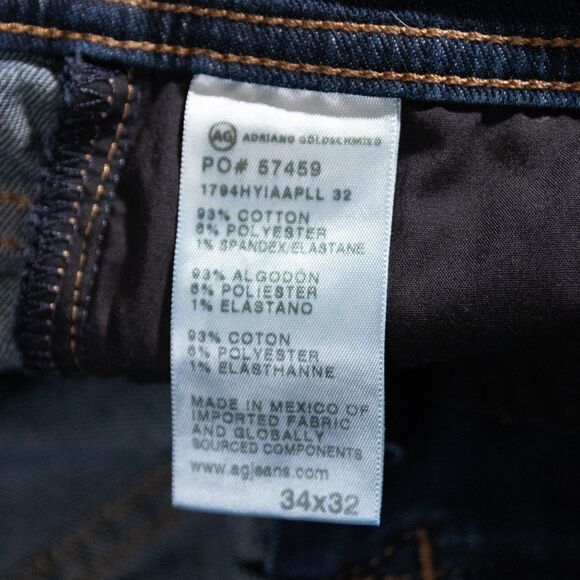 AG ADRIANO GOLDSCHMIED
PO# 57459
1794HYIAAPLL 32
93% COTTON
6% POLYESTER
1% SPANDEX/ELASTANE
93% ALGODÓN
6% POLIESTER
1% ELASTANO
93% COTON
6% POLYESTER
1% ELASTHANNE
MADE IN MEXICO OF
IMPORTED FABRIC
AND GLOBALLY
SOURCED COMPONENTS
www.agjeans.com
34x32